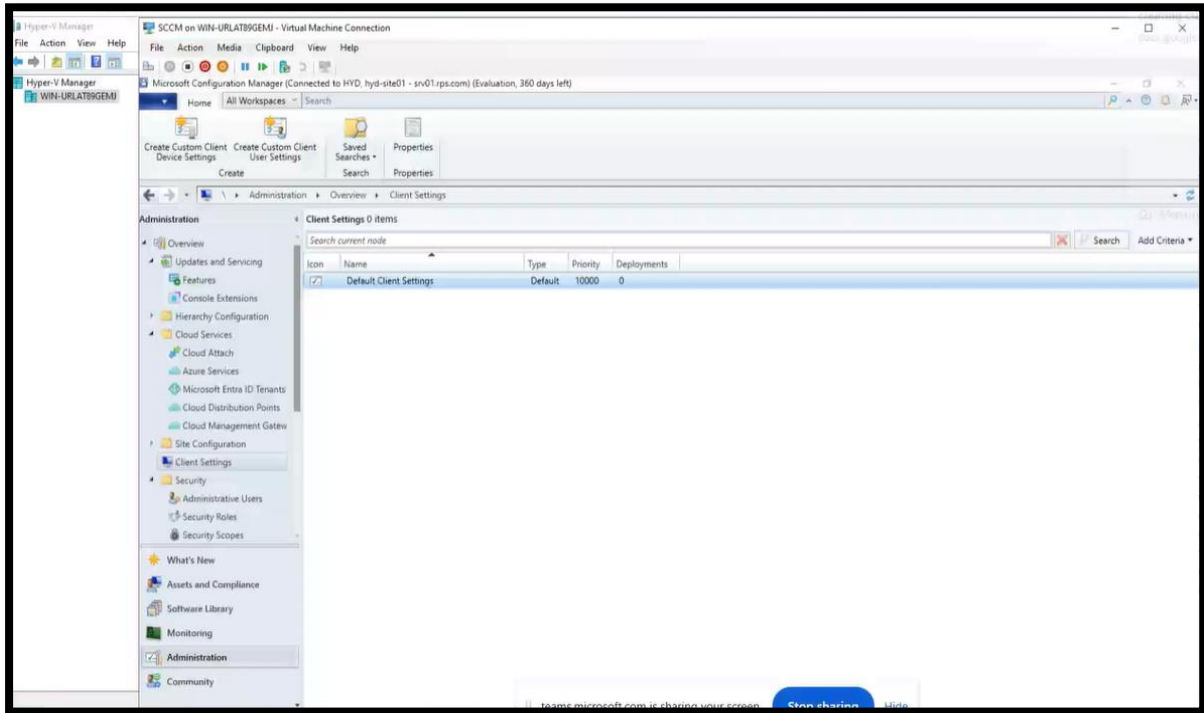 Hyper-V Manager
File Action View Help
Hyper-V Manager
WIN-URLAT89GEMJ
SCCM on WIN-URLAT89GEMJ - Virtual Machine Connection
File Action Media Clipboard View Help
Microsoft Configuration Manager (Connected to HYD, hyd-site01 - srv01.rps.com) (Evaluation, 360 days left)
Home All Workspaces Search
Create Custom Client Device Settings
Create Custom Client User Settings
Saved Searches
Properties
Create Search Properties
\ Administration Overview Client Settings
Administration
Overview
Updates and Servicing
Features
Console Extensions
Hierarchy Configuration
Cloud Services
Cloud Attach
Azure Services
Microsoft Entra ID Tenants
Cloud Distribution Points
Cloud Management Gatew
Site Configuration
Client Settings
Security
Administrative Users
Security Roles
Security Scopes
What's New
Assets and Compliance
Software Library
Monitoring
Administration
Community
Client Settings 0 items
Search current node Search Add Criteria
Icon Name Type Priority Deployments
Default Client Settings Default 10000 0
teams.microsoft.com is sharing your screen. Stop sharing Hide